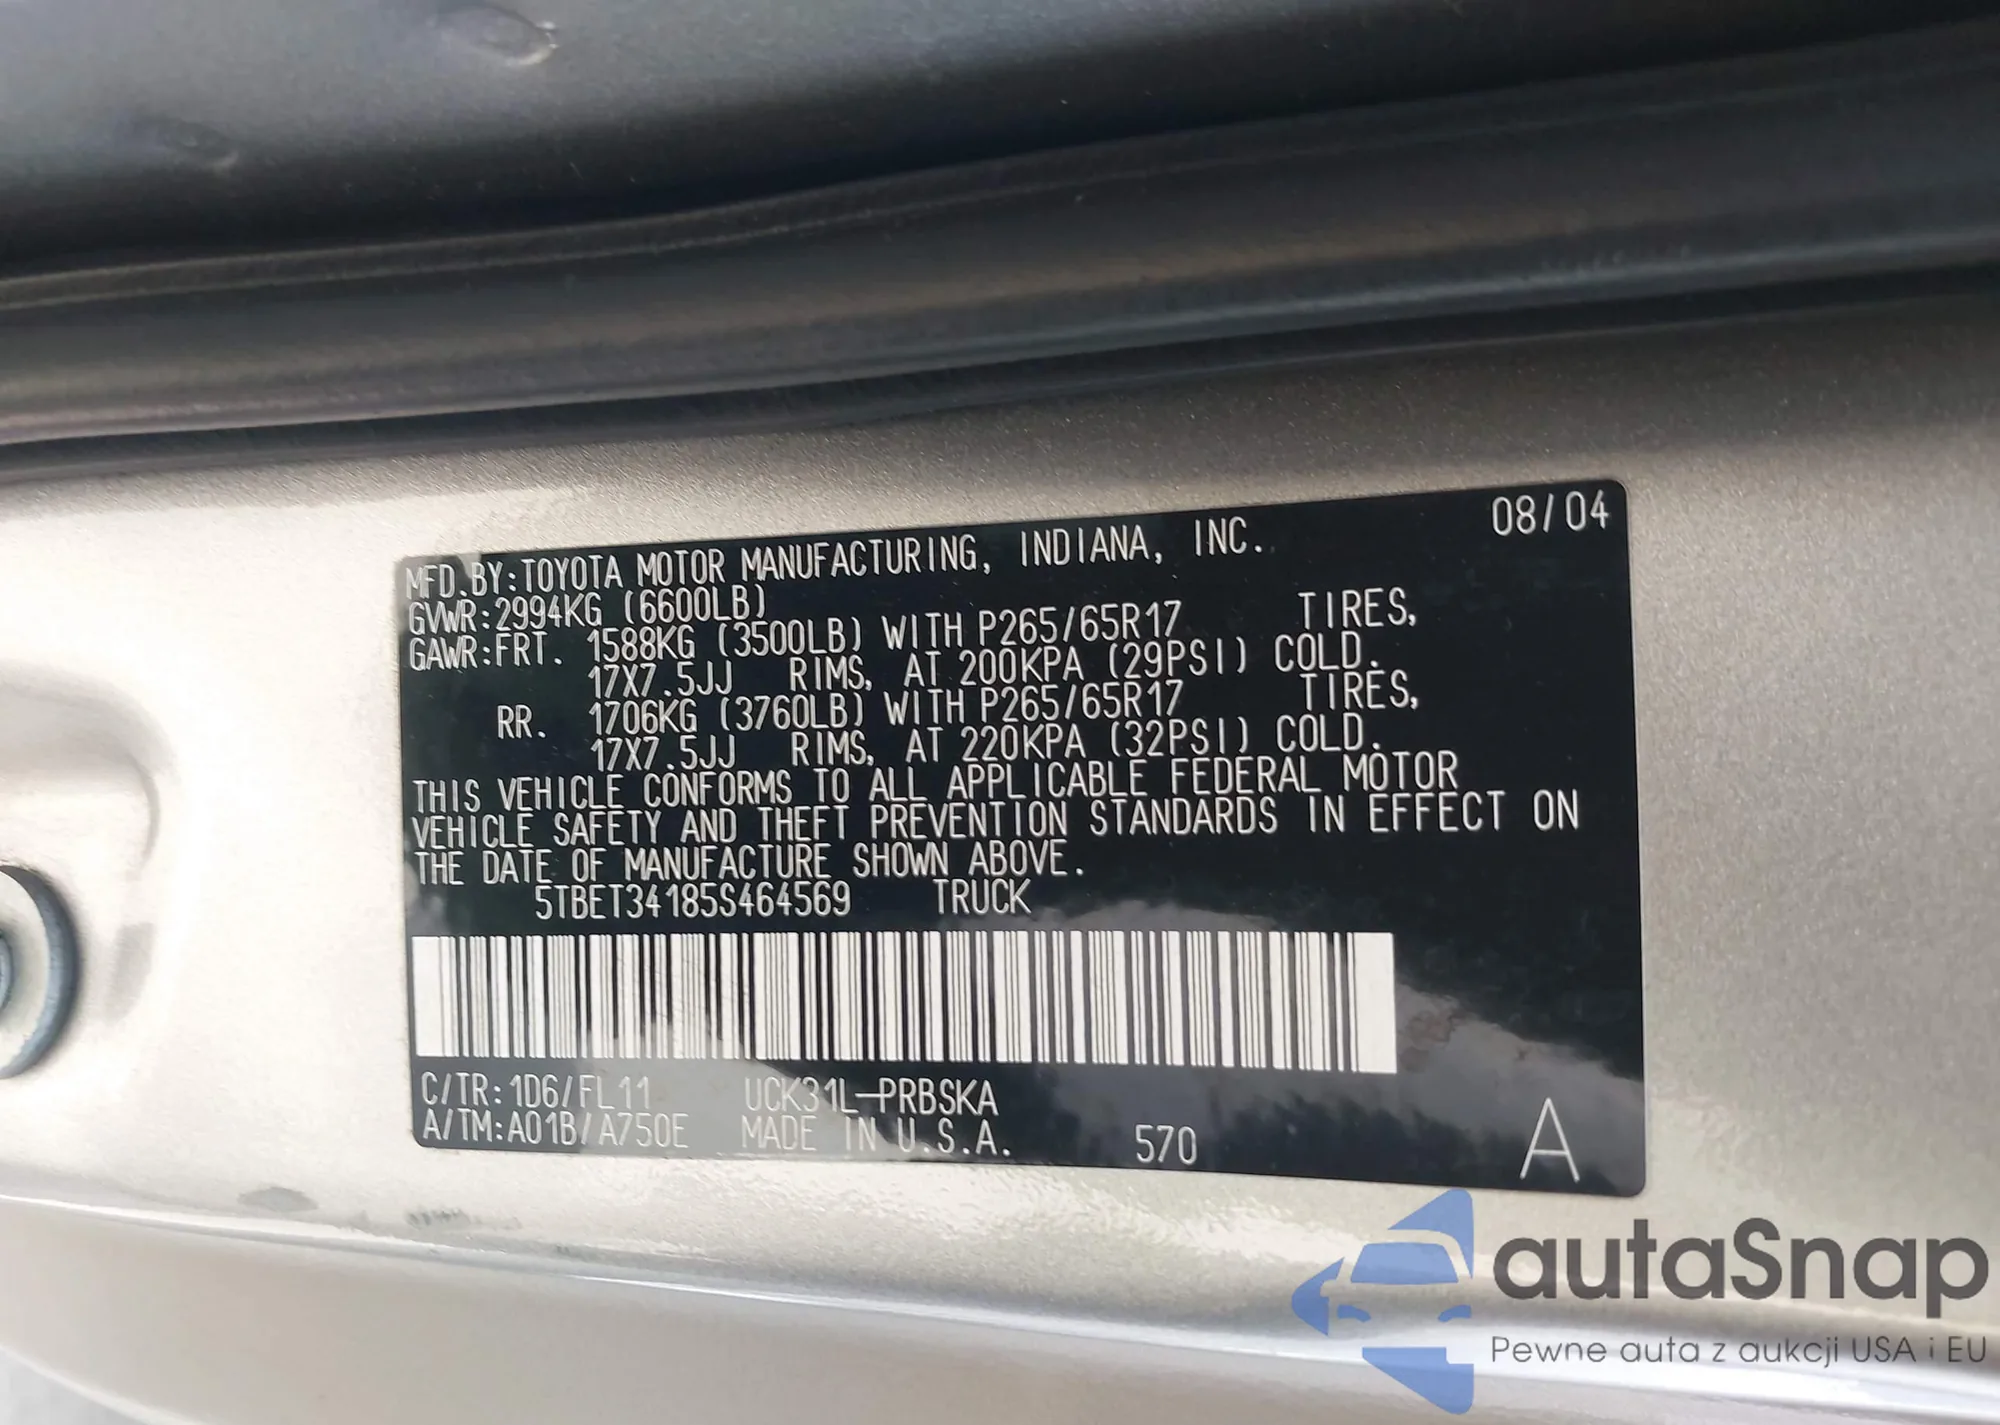 08/04
MFD.BY:TOYOTA MOTOR MANUFACTURING, INDIANA, INC.
GVWR:2994KG (6600LB)
GAWR:FRT. 1588KG (3500LB) WITH P265/65R17 TIRES,
17X7.5JJ RIMS, AT 200KPA (29PSI) COLD.
RR. 1706KG (3760LB) WITH P265/65R17 TIRES,
17X7.5JJ RIMS, AT 220KPA (32PSI) COLD.
THIS VEHICLE CONFORMS TO ALL APPLICABLE FEDERAL MOTOR
VEHICLE SAFETY AND THEFT PREVENTION STANDARDS IN EFFECT ON
THE DATE OF MANUFACTURE SHOWN ABOVE.
5TBET34185S464569 TRUCK
C/TR:1D6/FL11 UCK31L-PRBSKA
A/TM:A01B/A750E MADE IN U.S.A. 570 A
autaSnap
Pewne auta z aukcji USA i EU